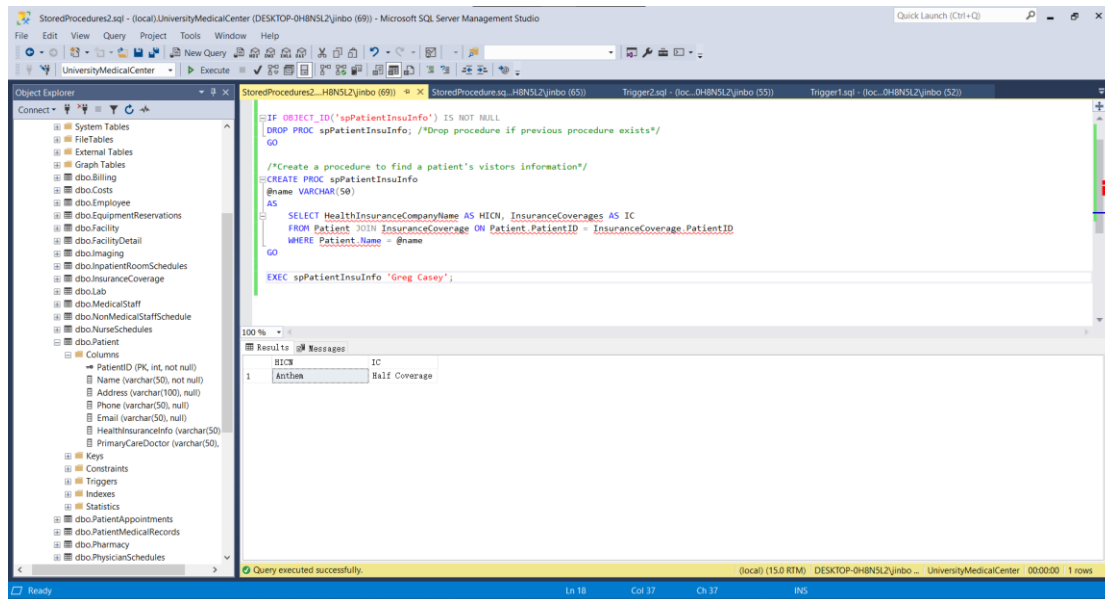 StoredProcedures2.sql - (local).UniversityMedicalCenter (DESKTOP-0H8N5L2\jinbo (69)) - Microsoft SQL Server Management Studio
Quick Launch (Ctrl+Q)
File Edit View Query Project Tools Window Help
New Query
UniversityMedicalCenter Execute
Object Explorer
StoredProcedures2....H8N5L2\jinbo (69)) StoredProcedure.sq...H8N5L2\jinbo (65)) Trigger2.sql - (loc...0H8N5L2\jinbo (55)) Trigger1.sql - (loc...0H8N5L2\jinbo (52))
Connect
System Tables
FileTables
External Tables
Graph Tables
dbo.Billing
dbo.Costs
dbo.Employee
dbo.EquipmentReservations
dbo.Facility
dbo.FacilityDetail
dbo.Imaging
dbo.InpatientRoomSchedules
dbo.InsuranceCoverage
dbo.Lab
dbo.MedicalStaff
dbo.NonMedicalStaffSchedule
dbo.NurseSchedules
dbo.Patient
Columns
PatientID (PK, int, not null)
Name (varchar(50), not null)
Address (varchar(100), null)
Phone (varchar(50), null)
Email (varchar(50), null)
HealthInsuranceInfo (varchar(50)
PrimaryCareDoctor (varchar(50),
Keys
Constraints
Triggers
Indexes
Statistics
dbo.PatientAppointments
dbo.PatientMedicalRecords
dbo.Pharmacy
dbo.PhysicianSchedules
IF OBJECT_ID('spPatientInsuInfo') IS NOT NULL
DROP PROC spPatientInsuInfo; /*Drop procedure if previous procedure exists*/
GO
/*Create a procedure to find a patient's vistors information*/
CREATE PROC spPatientInsuInfo
@name VARCHAR(50)
AS
SELECT HealthInsuranceCompanyName AS HICN, InsuranceCoverages AS IC
FROM Patient JOIN InsuranceCoverage ON Patient.PatientID = InsuranceCoverage.PatientID
WHERE Patient.Name = @name
GO
EXEC spPatientInsuInfo 'Greg Casey';
100 %
Results Messages
HICN IC
1 Anthem Half Coverage
Query executed successfully.
(local) (15.0 RTM) DESKTOP-0H8N5L2\jinbo ... UniversityMedicalCenter 00:00:00 1 rows
Ready Ln 18 Col 37 Ch 37 INS